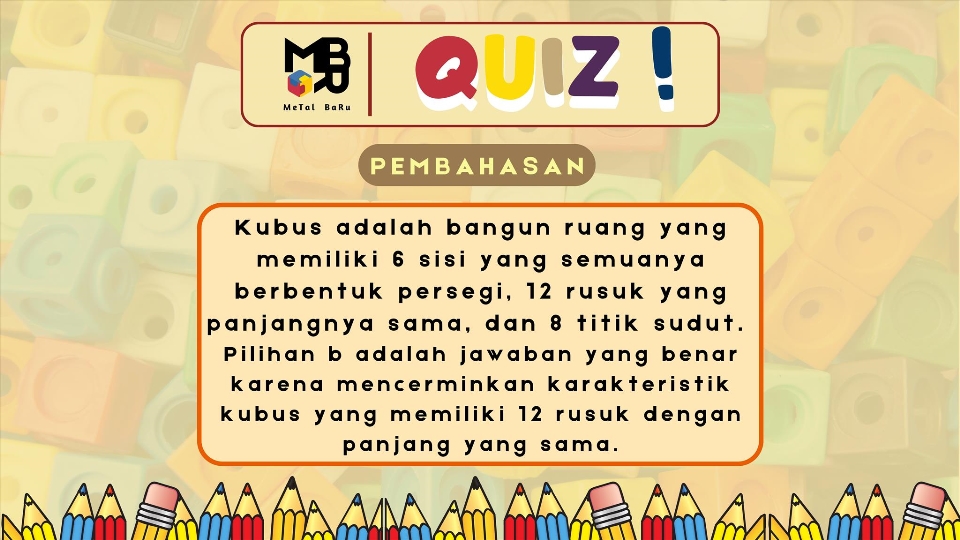 MBR
MeTal BaRu
QUIZ !
PEMBAHASAN
Kubus adalah bangun ruang yang
memiliki 6 sisi yang semuanya
berbentuk persegi, 12 rusuk yang
panjangnya sama, dan 8 titik sudut.
Pilihan b adalah jawaban yang benar
karena mencerminkan karakteristik
kubus yang memiliki 12 rusuk dengan
panjang yang sama.